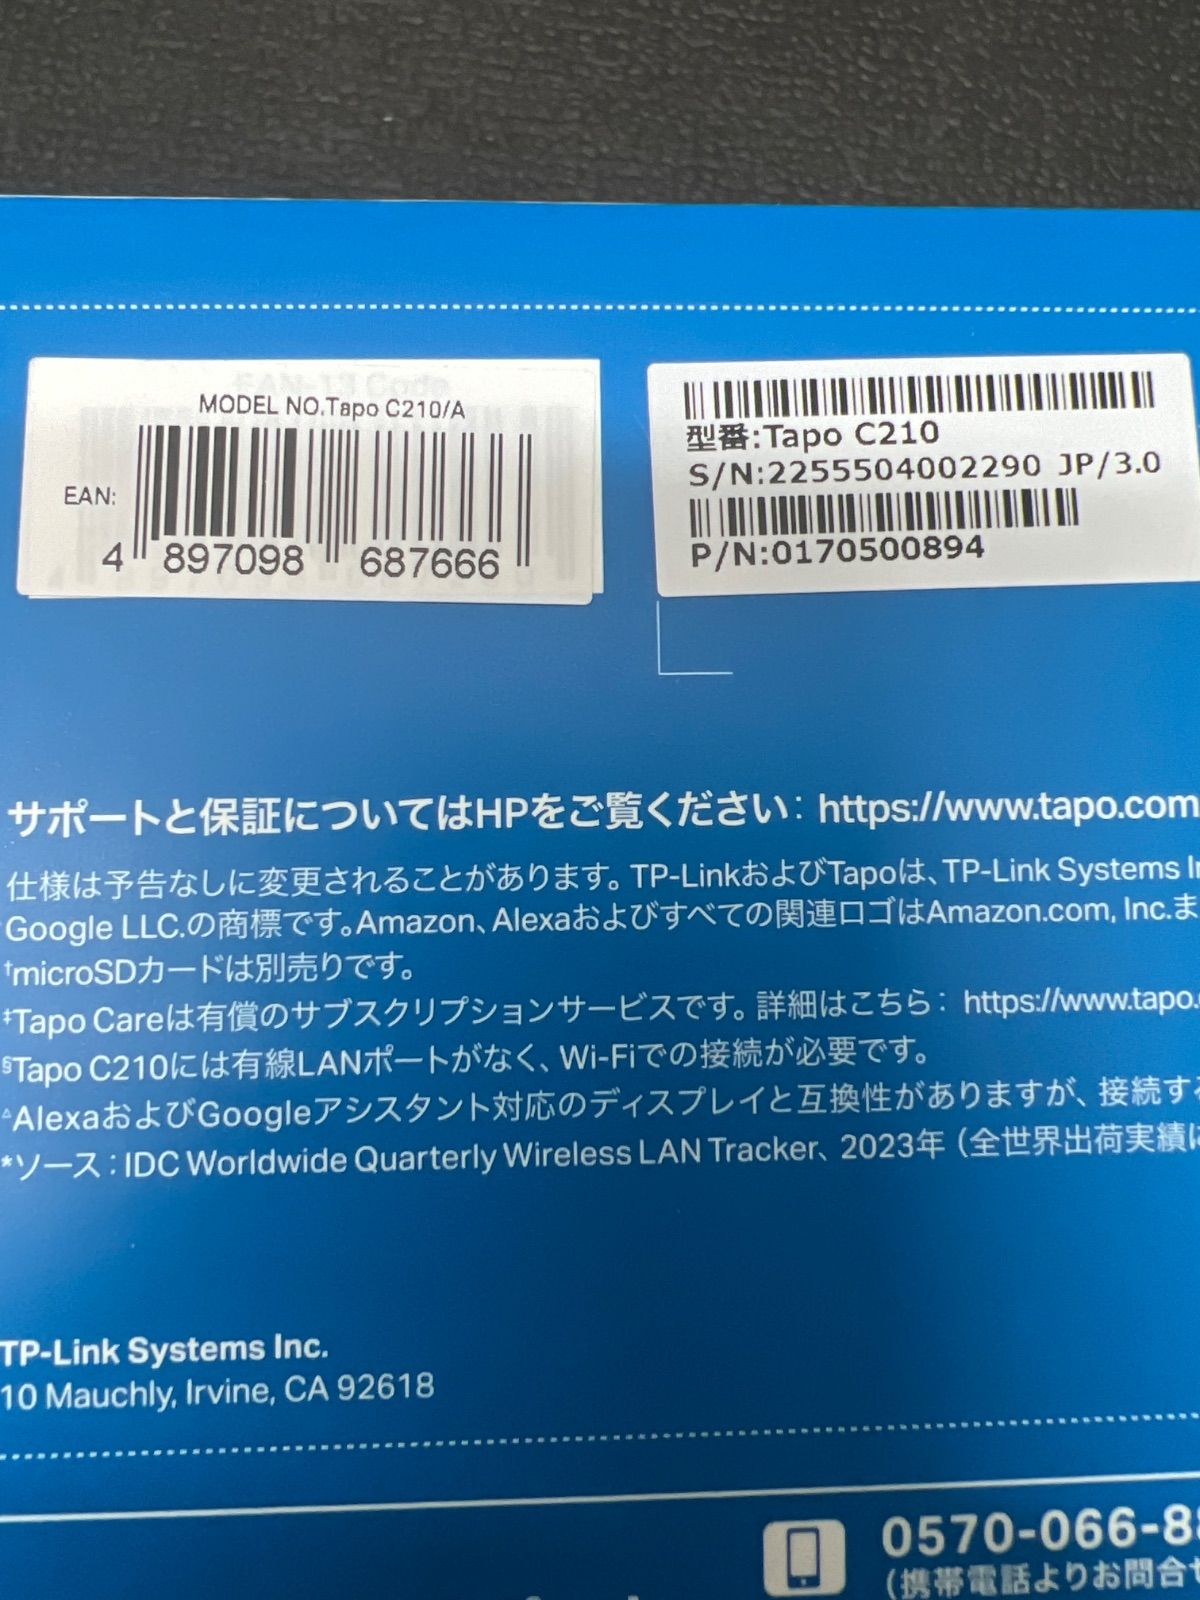 MODEL NO.Tapo C210/A
EAN:
4 897098 687666
型番:Tapo C210
S/N:2255504002290 JP/3.0
P/N:0170500894
サポートと保証についてはHPをご覧ください: https://www.tapo.com
仕様は予告なしに変更されることがあります。TP-LinkおよびTapoは、TP-Link Systems
Google LLC.の商標です。Amazon、Alexaおよびすべての関連ロゴはAmazon.com, Inc.ま
†microSDカードは別売りです。
‡Tapo Careは有償のサブスクリプションサービスです。詳細はこちら: https://www.tapo.
§Tapo C210には有線LANポートがなく、Wi-Fiでの接続が必要です。
△AlexaおよびGoogleアシスタント対応のディスプレイと互換性がありますが、接続す
*ソース:IDC Worldwide Quarterly Wireless LAN Tracker、2023年（全世界出荷実績に
TP-Link Systems Inc.
10 Mauchly, Irvine, CA 92618
0570-066-8
(携帯電話よりお問合せ